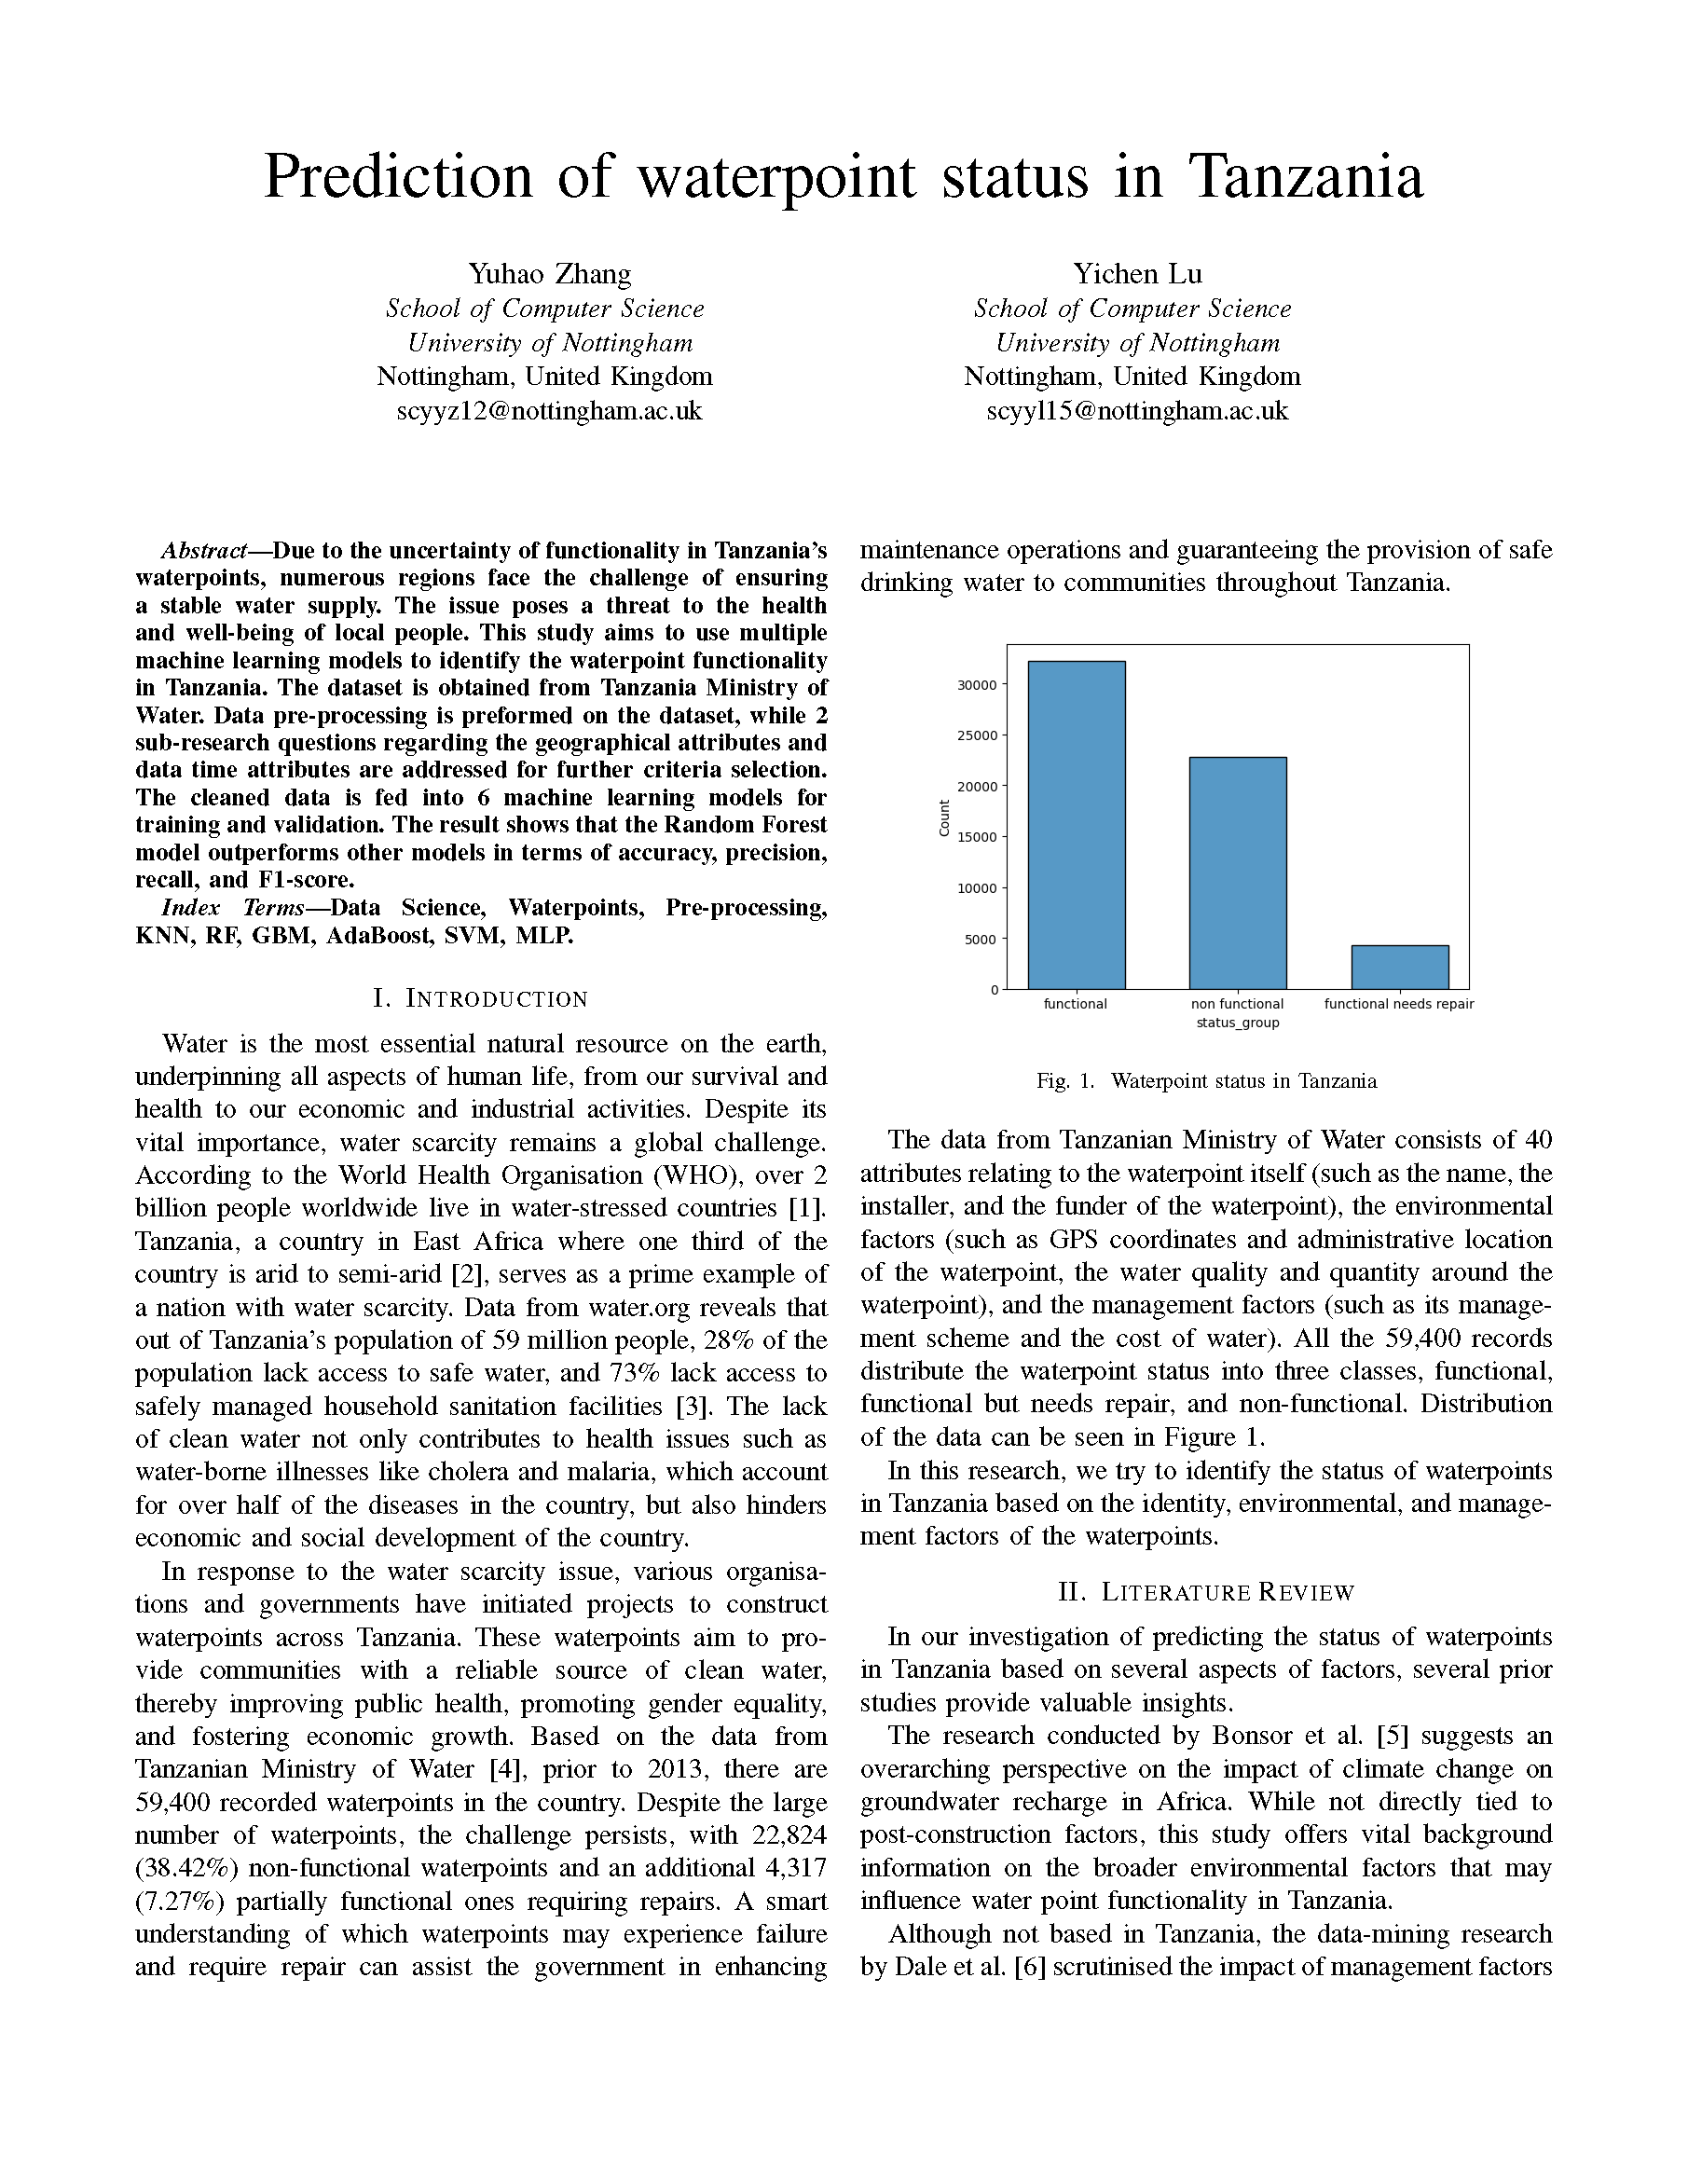 Prediction of waterpoint status in Tanzania
Yuhao Zhang
School of Computer Science
University of Nottingham
Nottingham, United Kingdom
scyyz12@nottingham.ac.uk
Yichen Lu
School of Computer Science
University of Nottingham
Nottingham, United Kingdom
scyyl15@nottingham.ac.uk
Abstract—Due to the uncertainty of functionality in Tanzania's
waterpoints, numerous regions face the challenge of ensuring
a stable water supply. The issue poses a threat to the health
and well-being of local people. This study aims to use multiple
machine learning models to identify the waterpoint functionality
in Tanzania. The dataset is obtained from Tanzania Ministry of
Water. Data pre-processing is preformed on the dataset, while 2
sub-research questions regarding the geographical attributes and
data time attributes are addressed for further criteria selection.
The cleaned data is fed into 6 machine learning models for
training and validation. The result shows that the Random Forest
model outperforms other models in terms of accuracy, precision,
recall, and F1-score.
Index Terms—Data Science, Waterpoints, Pre-processing,
KNN, RF, GBM, AdaBoost, SVM, MLP.
I. INTRODUCTION
Water is the most essential natural resource on the earth,
underpinning all aspects of human life, from our survival and
health to our economic and industrial activities. Despite its
vital importance, water scarcity remains a global challenge.
According to the World Health Organisation (WHO), over 2
billion people worldwide live in water-stressed countries [1].
Tanzania, a country in East Africa where one third of the
country is arid to semi-arid [2], serves as a prime example of
a nation with water scarcity. Data from water.org reveals that
out of Tanzania's population of 59 million people, 28% of the
population lack access to safe water, and 73% lack access to
safely managed household sanitation facilities [3]. The lack
of clean water not only contributes to health issues such as
water-borne illnesses like cholera and malaria, which account
for over half of the diseases in the country, but also hinders
economic and social development of the country.
In response to the water scarcity issue, various organisa-
tions and governments have initiated projects to construct
waterpoints across Tanzania. These waterpoints aim to pro-
vide communities with a reliable source of clean water,
thereby improving public health, promoting gender equality,
and fostering economic growth. Based on the data from
Tanzanian Ministry of Water [4], prior to 2013, there are
59,400 recorded waterpoints in the country. Despite the large
number of waterpoints, the challenge persists, with 22,824
(38.42%) non-functional waterpoints and an additional 4,317
(7.27%) partially functional ones requiring repairs. A smart
understanding of which waterpoints may experience failure
and require repair can assist the government in enhancing
maintenance operations and guaranteeing the provision of safe
drinking water to communities throughout Tanzania.
30000
25000
20000
15000
10000
5000
0
Count
functional
non functional
functional needs repair
status_group
Fig. 1. Waterpoint status in Tanzania
The data from Tanzanian Ministry of Water consists of 40
attributes relating to the waterpoint itself (such as the name, the
installer, and the funder of the waterpoint), the environmental
factors (such as GPS coordinates and administrative location
of the waterpoint, the water quality and quantity around the
waterpoint), and the management factors (such as its manage-
ment scheme and the cost of water). All the 59,400 records
distribute the waterpoint status into three classes, functional,
functional but needs repair, and non-functional. Distribution
of the data can be seen in Figure 1.
In this research, we try to identify the status of waterpoints
in Tanzania based on the identity, environmental, and manage-
ment factors of the waterpoints.
II. LITERATURE REVIEW
In our investigation of predicting the status of waterpoints
in Tanzania based on several aspects of factors, several prior
studies provide valuable insights.
The research conducted by Bonsor et al. [5] suggests an
overarching perspective on the impact of climate change on
groundwater recharge in Africa. While not directly tied to
post-construction factors, this study offers vital background
information on the broader environmental factors that may
influence water point functionality in Tanzania.
Although not based in Tanzania, the data-mining research
by Dale et al. [6] scrutinised the impact of management factors